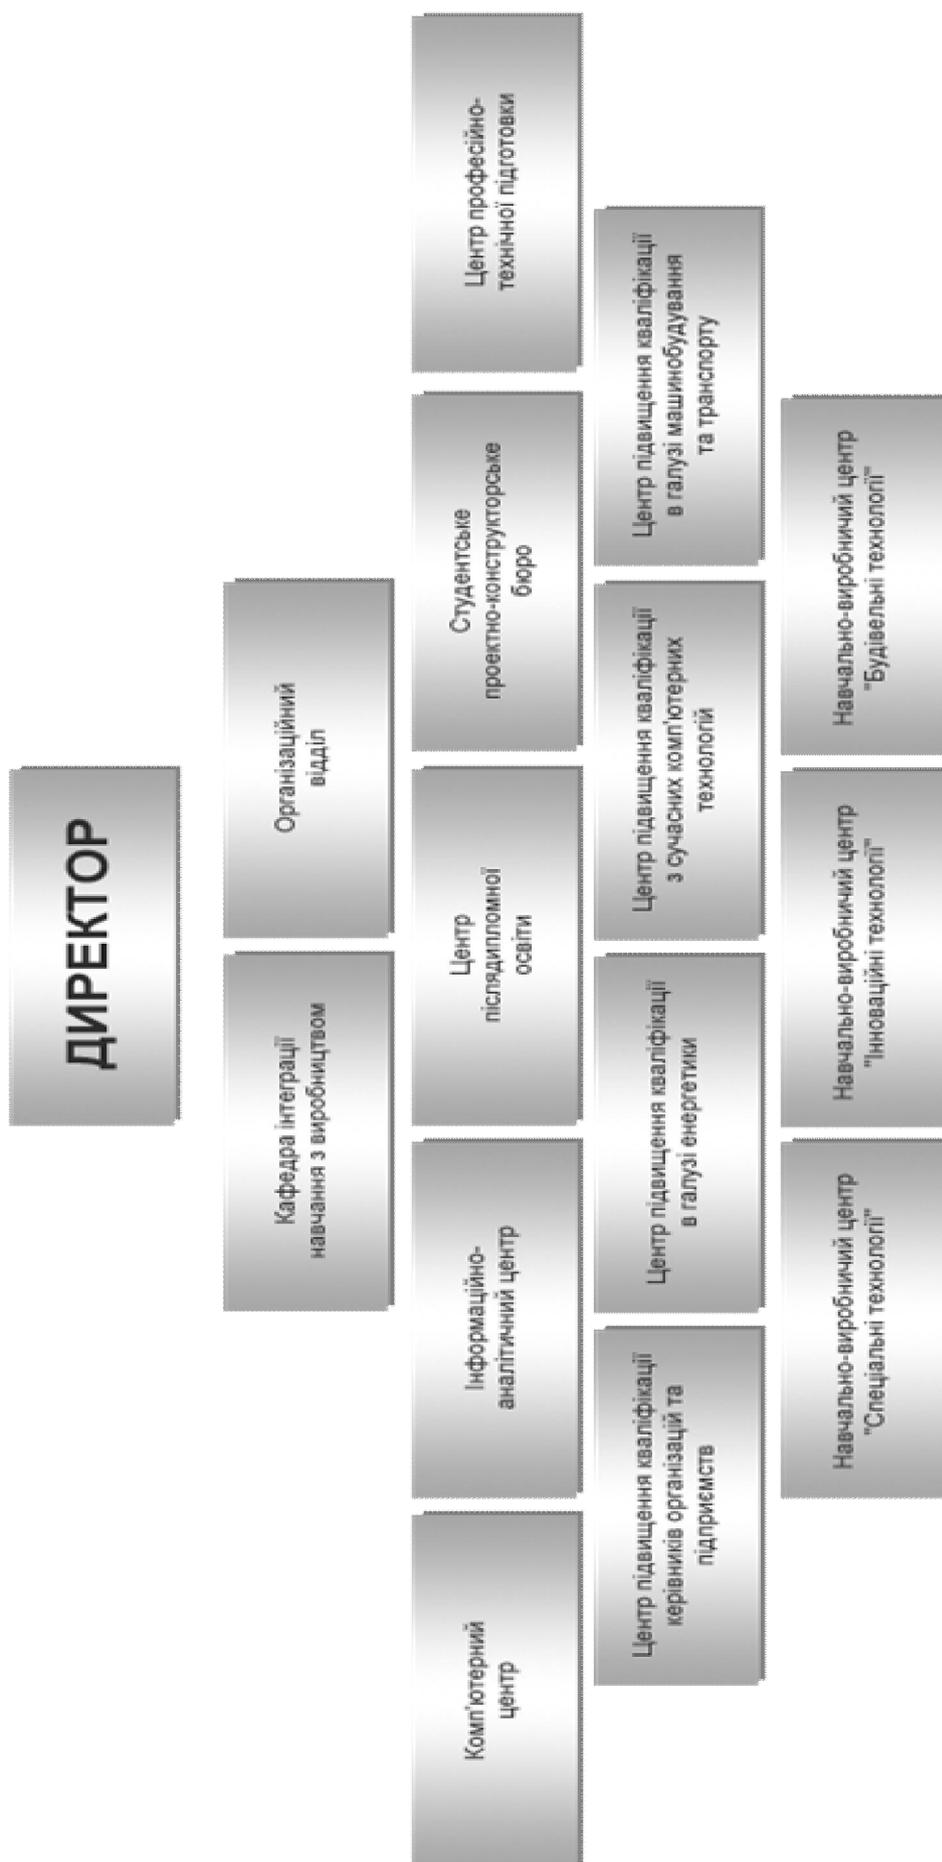 ДИРЕКТОР
Кафедра інтеграції
навчання з виробництвом
Організаційний
відділ
Комп'ютерний
центр
Інформаційно-
аналітичний центр
Центр
післядипломної
освіти
Студентське
проектно-конструкторське
бюро
Центр професійно-
технічної підготовки
Центр підвищення кваліфікації
керівників організацій та
підприємств
Центр підвищення кваліфікації
в галузі енергетики
Центр підвищення кваліфікації
з сучасних комп'ютерних
технологій
Центр підвищення кваліфікації
в галузі машинобудування
та транспорту
Навчально-виробничий центр
"Спеціальні технології"
Навчально-виробничий центр
"Інноваційні технології"
Навчально-виробничий центр
"Будівельні технології"